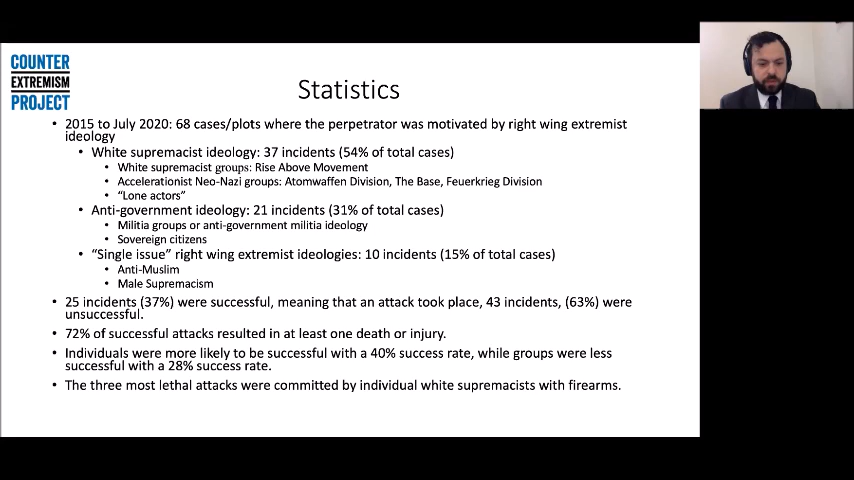 COUNTER
EXTREMISM
PROJECT
Statistics
• 2015 to July 2020: 68 cases/plots where the perpetrator was motivated by right wing extremist
ideology
• White supremacist ideology: 37 incidents (54% of total cases)
• White supremacist groups: Rise Above Movement
• Accelerationist Neo-Nazi groups: Atomwaffen Division, The Base, Feuerkrieg Division
• “Lone actors”
• Anti-government ideology: 21 incidents (31% of total cases)
• Militia groups or anti-government militia ideology
• Sovereign citizens
• “Single issue” right wing extremist ideologies: 10 incidents (15% of total cases)
• Anti-Muslim
• Male Supremacism
• 25 incidents (37%) were successful, meaning that an attack took place, 43 incidents, (63%) were
unsuccessful.
• 72% of successful attacks resulted in at least one death or injury.
• Individuals were more likely to be successful with a 40% success rate, while groups were less
successful with a 28% success rate.
• The three most lethal attacks were committed by individual white supremacists with firearms.